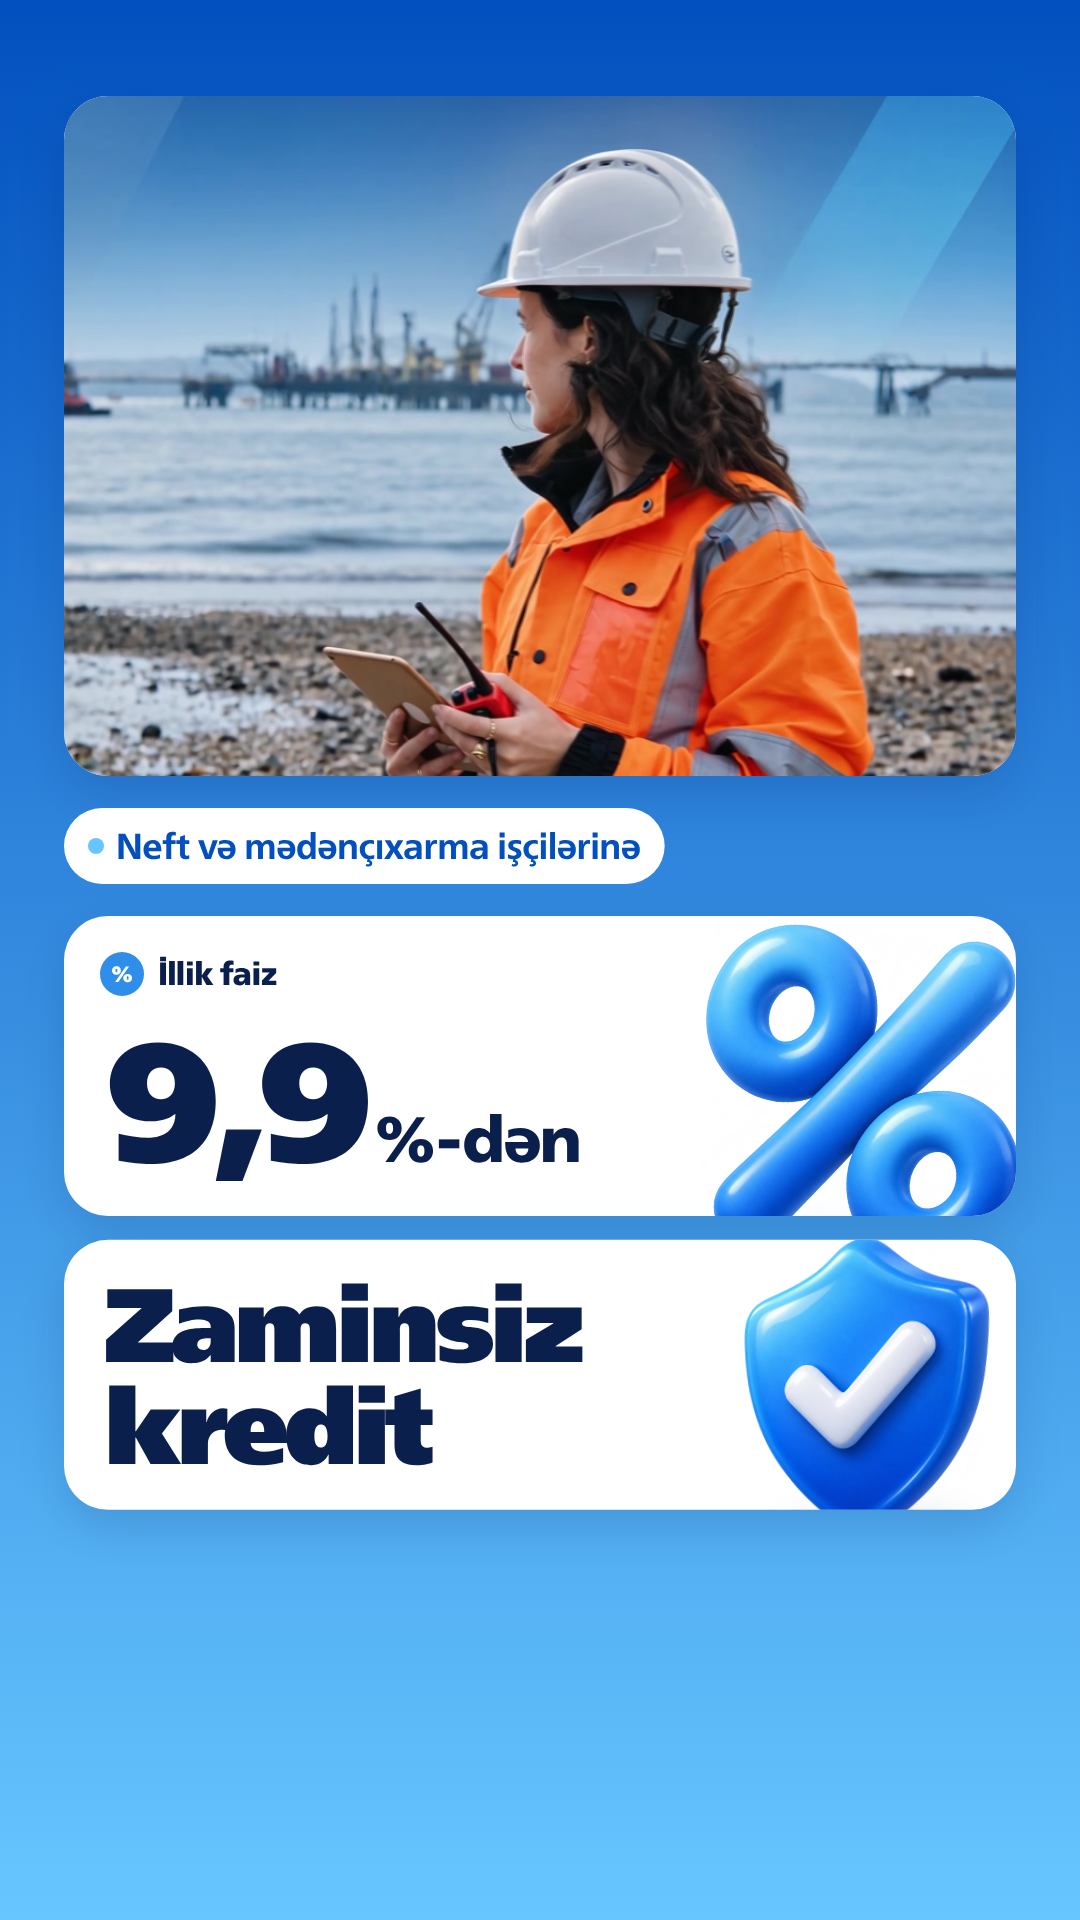 Neft və mədənçıxarma işçilərinə
% İllik faiz
9,9%-dən
Zaminsiz
kredit